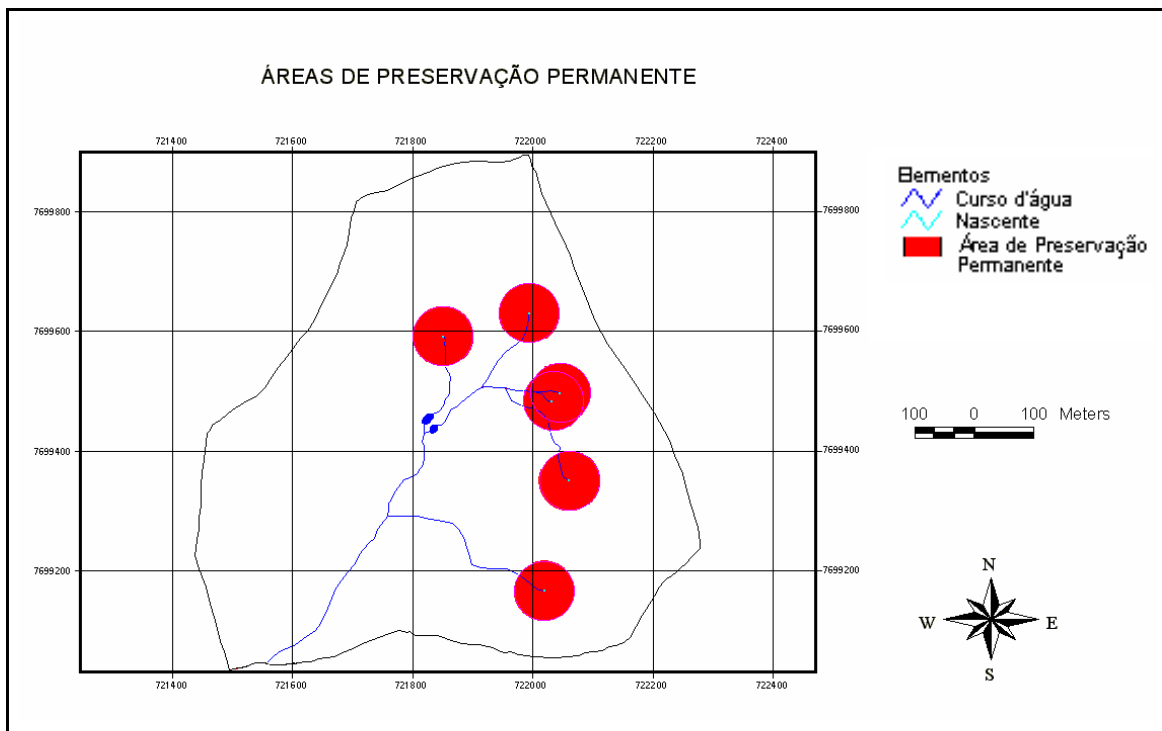 ÁREAS DE PRESERVAÇÃO PERMANENTE
721400 721600 721800 722000 722200 722400
7699800 7699800
7699600 7699600
7699400 7699400
7699200 7699200
721400 721600 721800 722000 722200 722400
Elementos
Curso d'água
Nascente
Área de Preservação
Permanente
100 0 100 Meters
N
W E
S